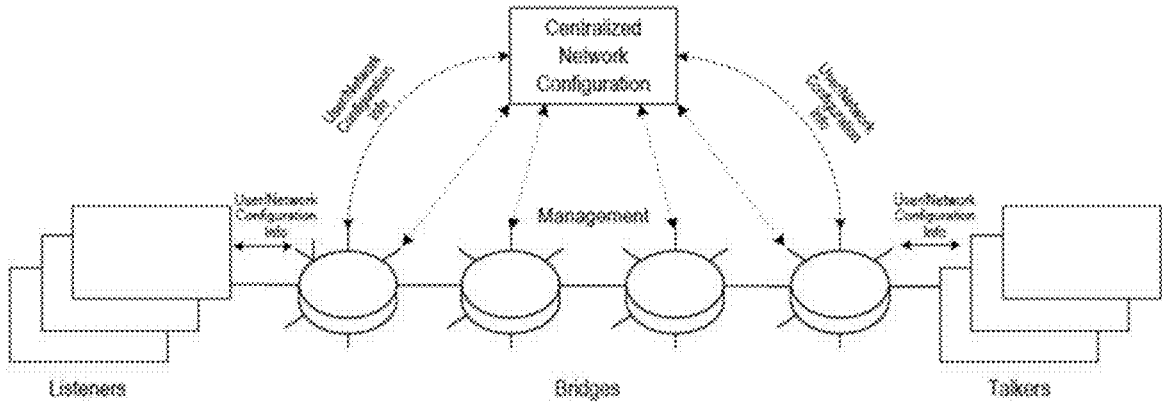 Centralized
Network
Configuration
User/Network
Configuration
Info
User/Network
Configuration
Info
User/Network
Configuration
Info
Management
User/Network
Configuration
Info
Listeners
Bridges
Talkers